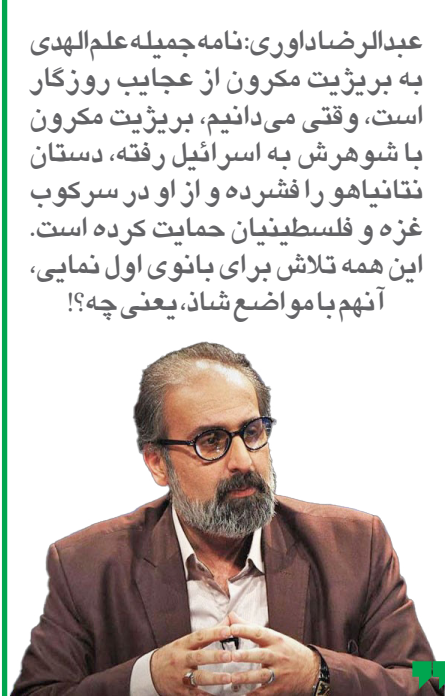 عبدالرضاداوری:نامه جمیله علم‌الهدی
به بریژیت مکرون از عجایب روزگار
است، وقتی می‌دانیم، بریژیت مکرون
با شوهرش به اسرائیل رفته، دستان
نتانیاهو را فشرده و از او در سرکوب
غزه و فلسطینیان حمایت کرده است.
این همه تلاش برای بانوی اول نمایی،
آنهم با مواضع شاذ، یعنی چه؟!